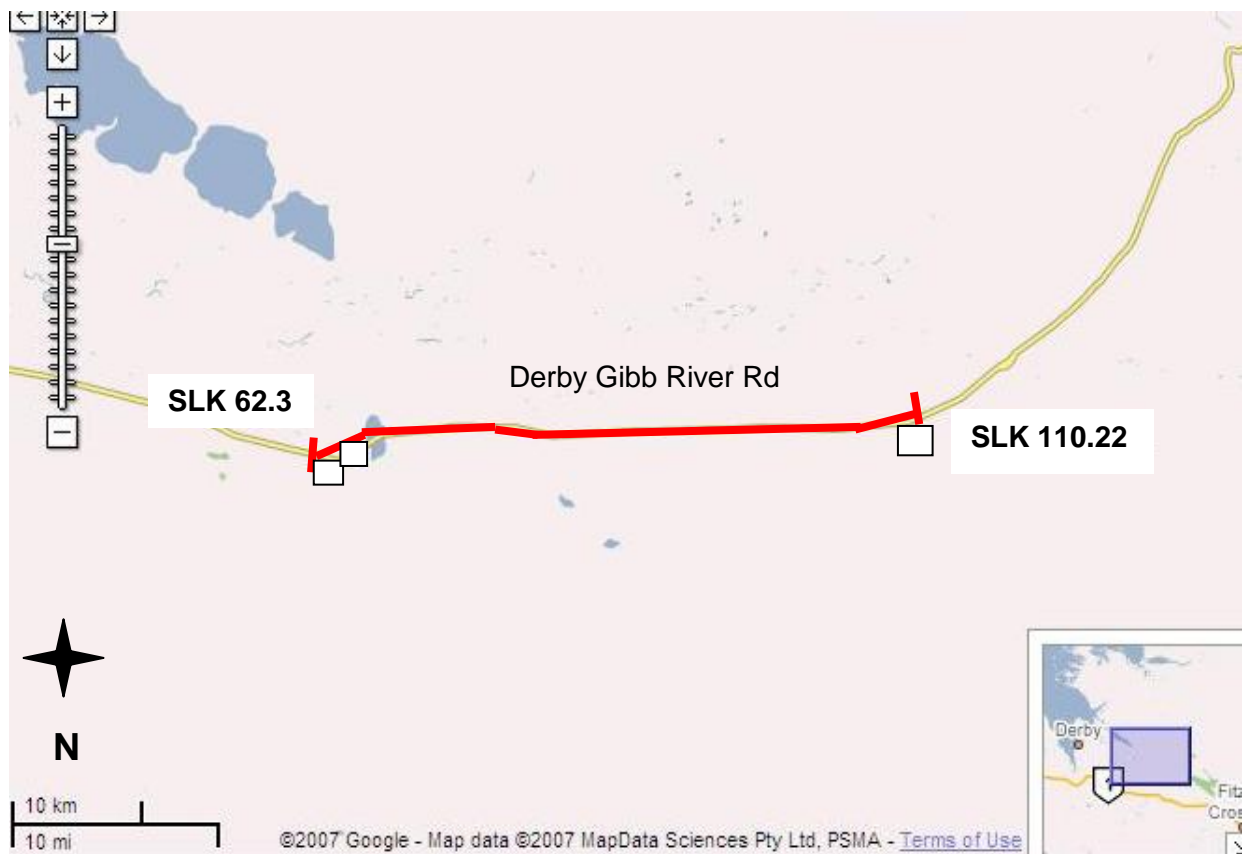 Derby Gibb River Rd
SLK 62.3
SLK 110.22
N
10 km
10 mi
©2007 Google - Map data ©2007 MapData Sciences Pty Ltd, PSMA - Terms of Use
Derby